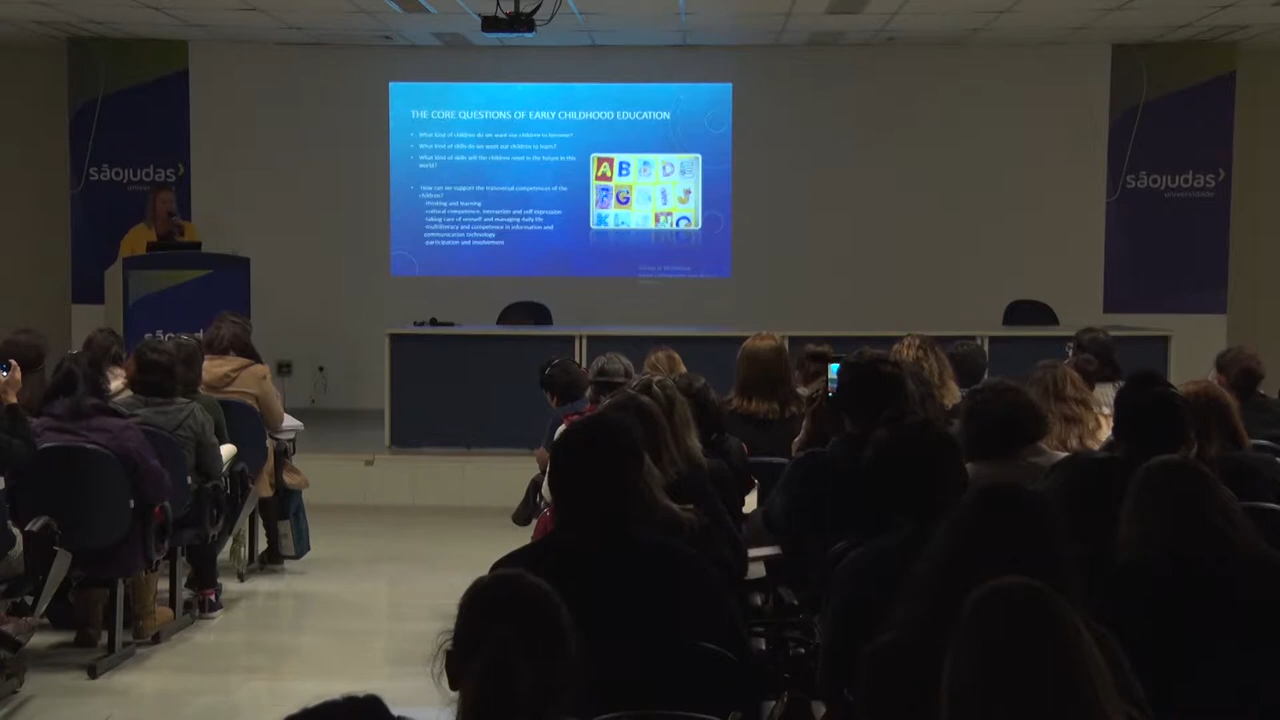 THE CORE QUESTIONS OF EARLY CHILDHOOD EDUCATION
• What kind of children do we want our children to become?
• What kind of skills do we want our children to learn?
• What kind of skills will the children need in the future in this
world?
• How can we support the transversal competences of the
children?
-thinking and learning
-cultural competence, interaction and self expression
-taking care of oneself and managing daily life
-multiliteracy and competence in information and
communication technology
-participation and involvement
A B C D
F G I J
K
sãojudas
univer
sãojudas
universidade
são